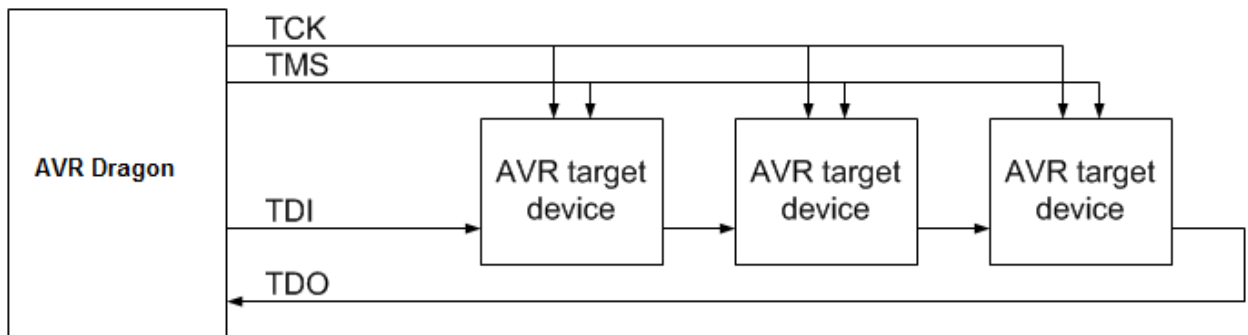 TCK
TMS
AVR Dragon
TDI
TDO
AVR target
device
AVR target
device
AVR target
device